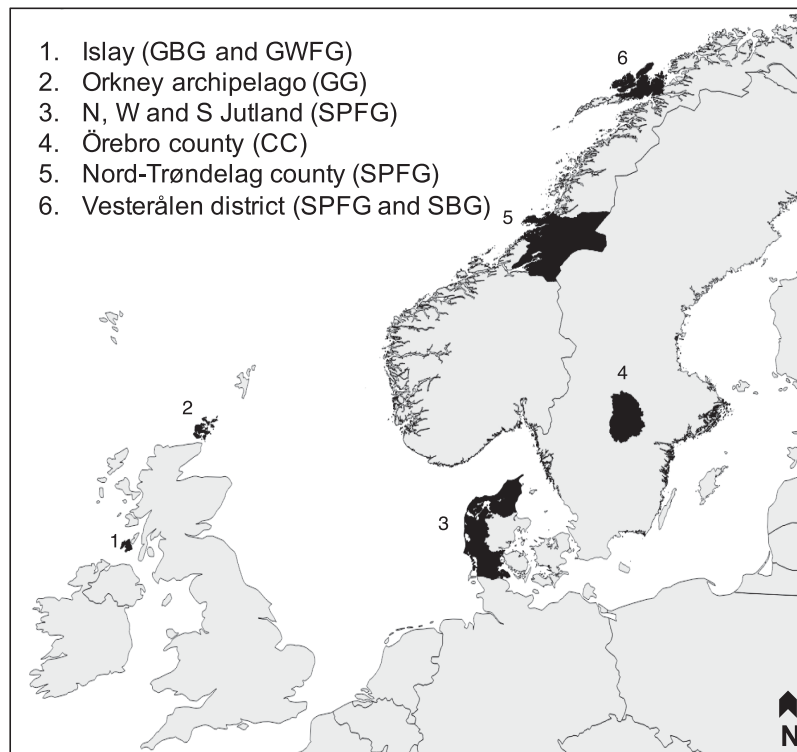 1. Islay (GBG and GWFG)
2. Orkney archipelago (GG)
3. N, W and S Jutland (SPFG)
4. Örebro county (CC)
5. Nord-Trøndelag county (SPFG)
6. Vesterålen district (SPFG and SBG)
6
5
4
2
3
1
N